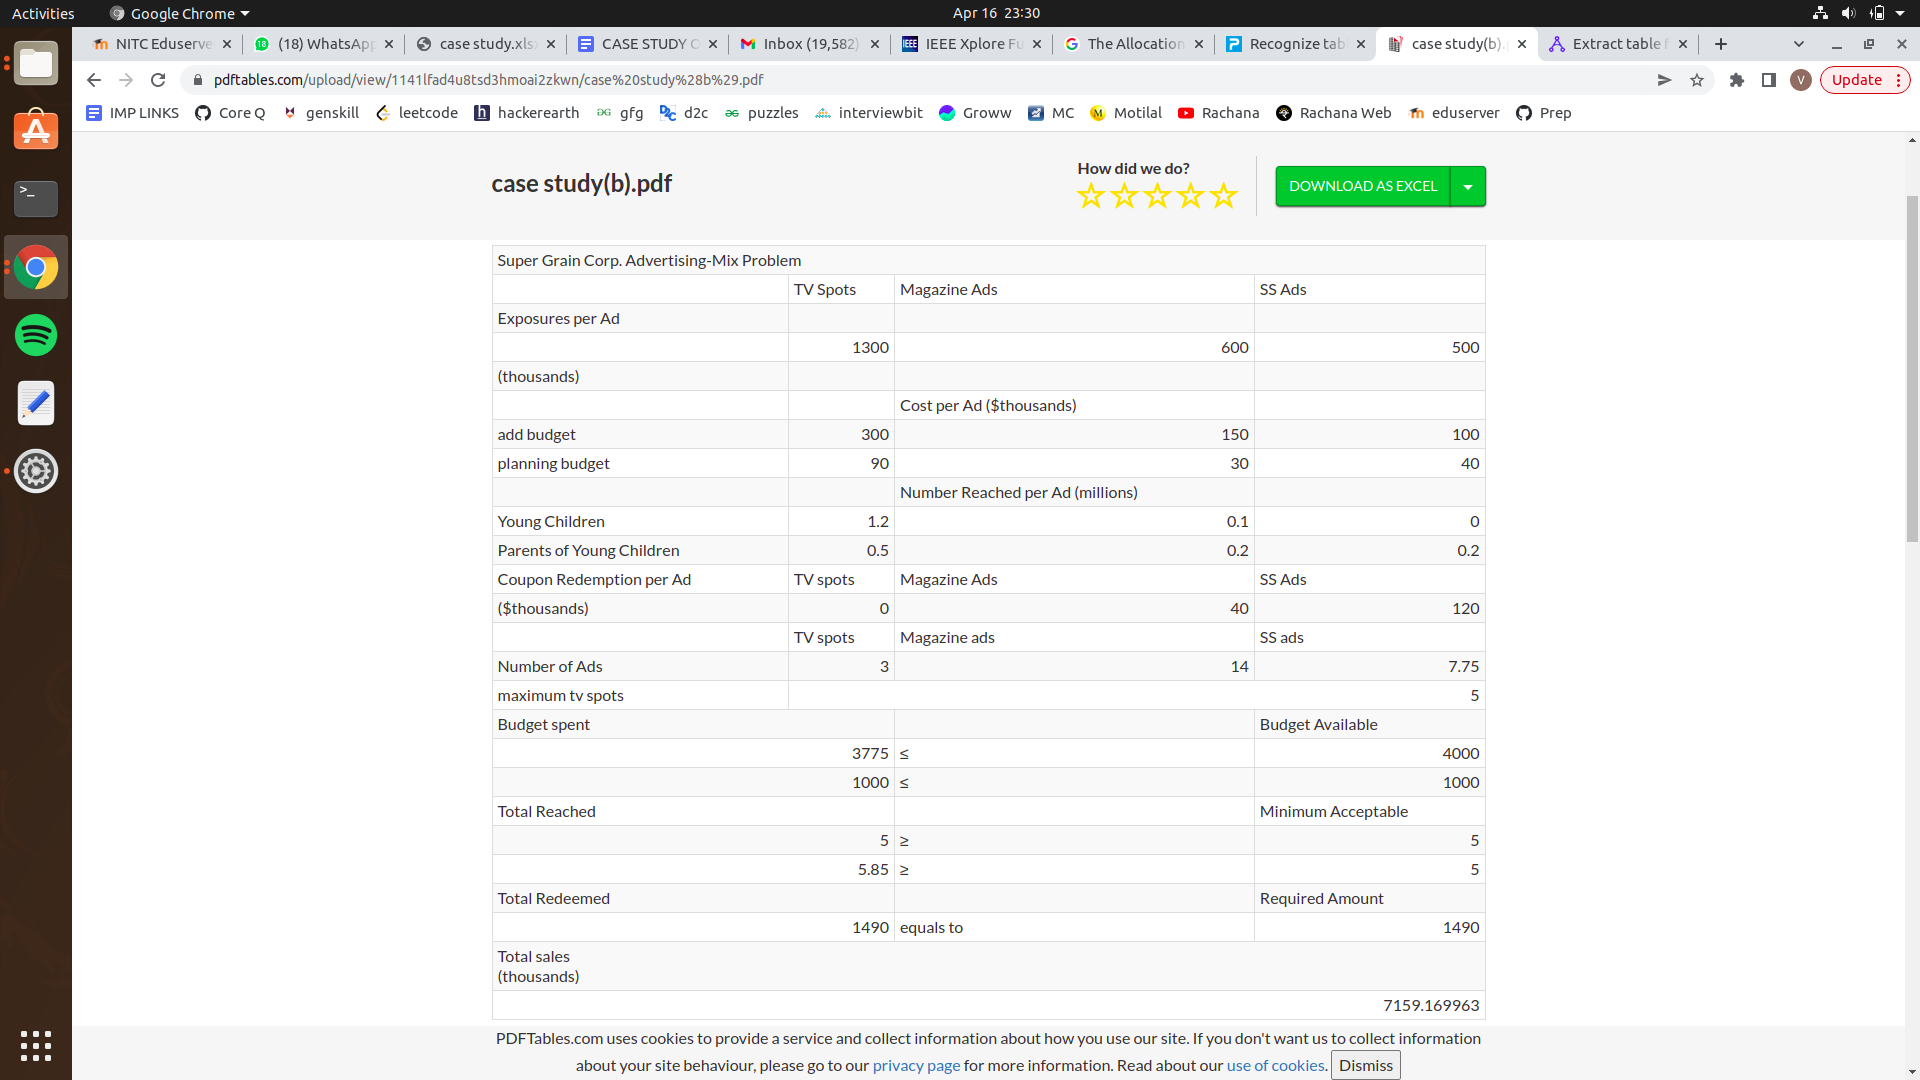 Activities Google Chrome Apr 16 23:30
NITC Eduserve (18) WhatsApp case study.xls CASE STUDY O Inbox (19,582) IEEE Xplore Fu The Allocation Recognize tab case study(b). Extract table f
pdftables.com/upload/view/1141lfad4u8tsd3hmoai2zkwn/case%20study%28b%29.pdf V Update
IMP LINKS Core Q genskill leetcode hackerearth gfg d2c puzzles interviewbit Groww MC Motilal Rachana Rachana Web eduserver Prep
case study(b).pdf
How did we do?
DOWNLOAD AS EXCEL
Super Grain Corp. Advertising-Mix Problem
TV Spots Magazine Ads SS Ads
Exposures per Ad
1300 600 500
(thousands)
Cost per Ad ($thousands)
add budget 300 150 100
planning budget 90 30 40
Number Reached per Ad (millions)
Young Children 1.2 0.1 0
Parents of Young Children 0.5 0.2 0.2
Coupon Redemption per Ad TV spots Magazine Ads SS Ads
($thousands) 0 40 120
TV spots Magazine ads SS ads
Number of Ads 3 14 7.75
maximum tv spots 5
Budget spent Budget Available
3775 ≤ 4000
1000 ≤ 1000
Total Reached Minimum Acceptable
5 ≥ 5
5.85 ≥ 5
Total Redeemed Required Amount
1490 equals to 1490
Total sales
(thousands)
7159.169963
PDFTables.com uses cookies to provide a service and collect information about how you use our site. If you don't want us to collect information
about your site behaviour, please go to our privacy page for more information. Read about our use of cookies. Dismiss